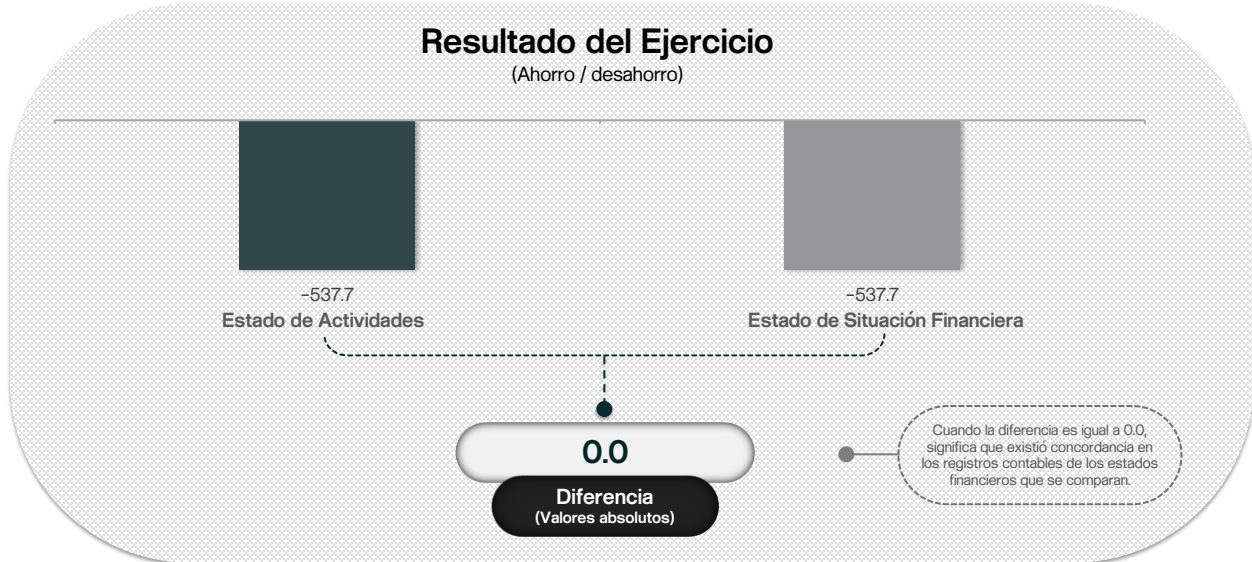 Resultado del Ejercicio
(Ahorro / desahorro)
-537.7
Estado de Actividades
-537.7
Estado de Situación Financiera
0.0
Diferencia
(Valores absolutos)
Cuando la diferencia es igual a 0.0,
significa que existió concordancia en
los registros contables de los estados
financieros que se comparan.